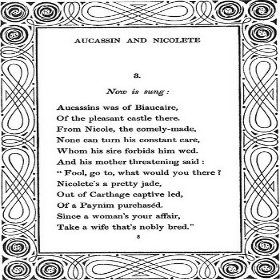 AUCASSIN AND NICOLETE
3.
Now is sung:
Aucassins was of Biaucaire,
Of the pleasant castle there.
From Nicole, the comely-made,
None can turn his constant care,
Whom his sire forbids him wed.
And his mother threatening said:
"Fool, go to, what would you there?
Nicolete's a pretty jade,
Out of Carthage captive led,
Of a Paynim purchaséd.
Since a woman's your affair,
Take a wife that's nobly bred."
8